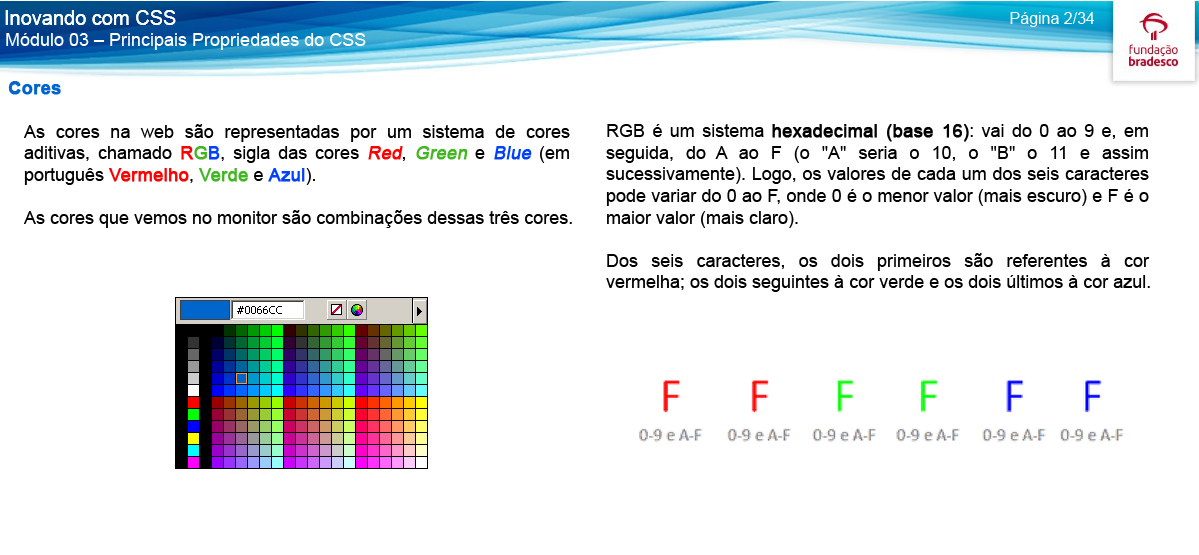 Inovando com CSS
Módulo 03 – Principais Propriedades do CSS
Página 2/34
fundação
bradesco
Cores
As cores na web são representadas por um sistema de cores
aditivas, chamado RGB, sigla das cores Red, Green e Blue (em
português Vermelho, Verde e Azul).
As cores que vemos no monitor são combinações dessas três cores.
#0066CC
RGB é um sistema hexadecimal (base 16): vai do 0 ao 9 e, em
seguida, do A ao F (o "A" seria o 10, o "B" o 11 e assim
sucessivamente). Logo, os valores de cada um dos seis caracteres
pode variar do 0 ao F, onde 0 é o menor valor (mais escuro) e F é o
maior valor (mais claro).
Dos seis caracteres, os dois primeiros são referentes à cor
vermelha; os dois seguintes à cor verde e os dois últimos à cor azul.
F F F F F F
0-9 e A-F 0-9 e A-F 0-9 e A-F 0-9 e A-F 0-9 e A-F 0-9 e A-F